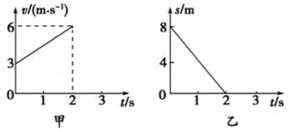 v/(m·s⁻¹)
6
3
0
1 2 3 t/s
甲
s/m
8
4
0
1 2 3 t/s
乙